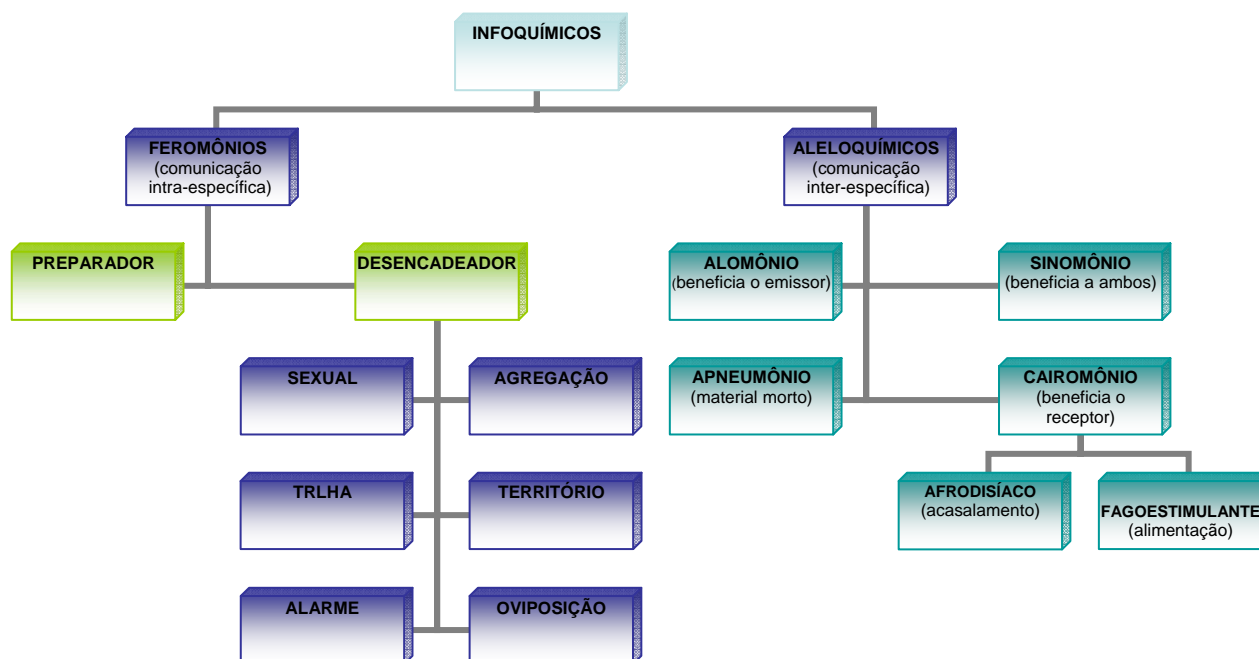 INFOQUÍMICOS
FEROMÔNIOS
(comunicação
intra-específica)
ALELOQUÍMICOS
(comunicação
inter-específica)
PREPARADOR
DESENCADEADOR
ALOMÔNIO
(beneficia o emissor)
SINOMÔNIO
(beneficia a ambos)
SEXUAL
AGREGAÇÃO
APNEUMÔNIO
(material morto)
CAIROMÔNIO
(beneficia o
receptor)
TRLHA
TERRITÓRIO
AFRODISÍACO
(acasalamento)
FAGOESTIMULANTE
(alimentação)
ALARME
OVIPOSIÇÃO